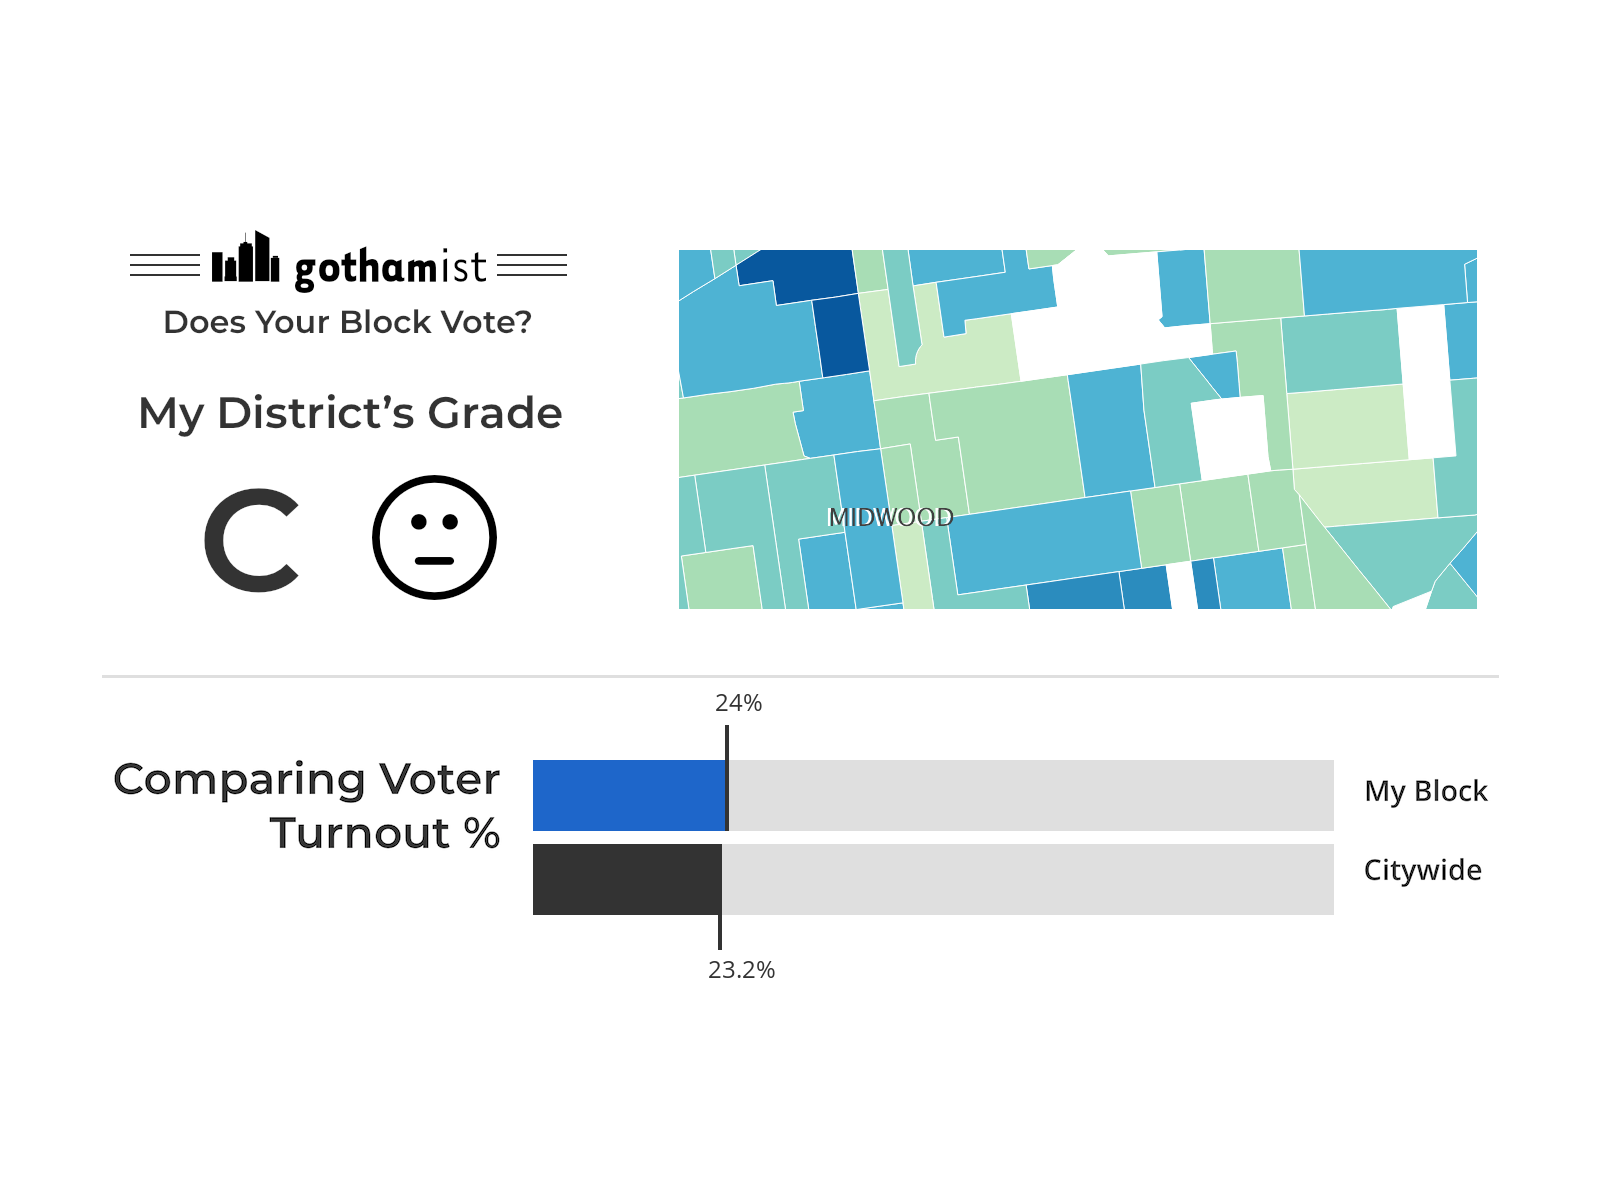 gothamist
Does Your Block Vote?
My District’s Grade
C
MIDWOOD
24%
Comparing Voter
Turnout %
My Block
Citywide
23.2%